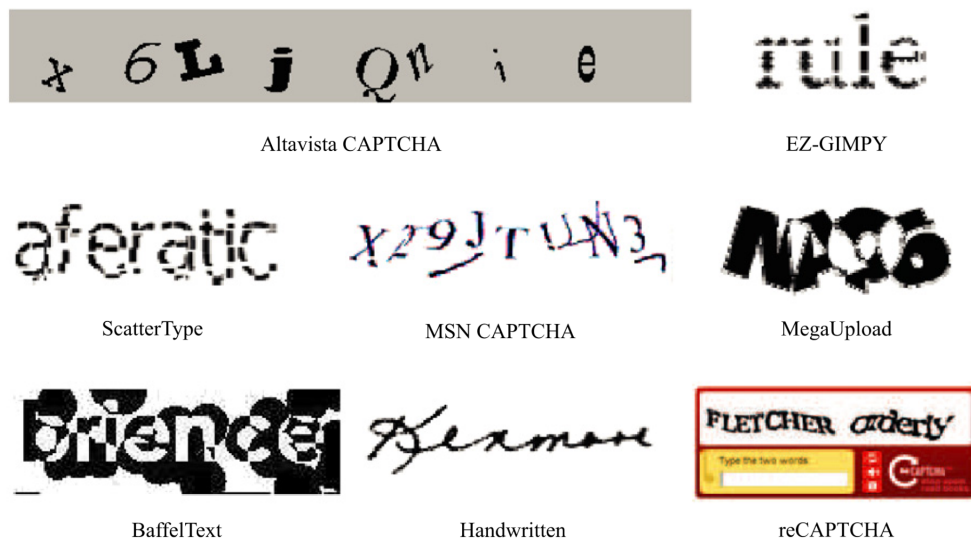 x 6 L j Q n i e
rule
Altavista CAPTCHA
EZ-GIMPY
aferatic
ScatterType
MSN CAPTCHA
MegaUpload
Kenmore
FLETCHER orderly
Type the two words:
BaffelText
Handwritten
reCAPTCHA